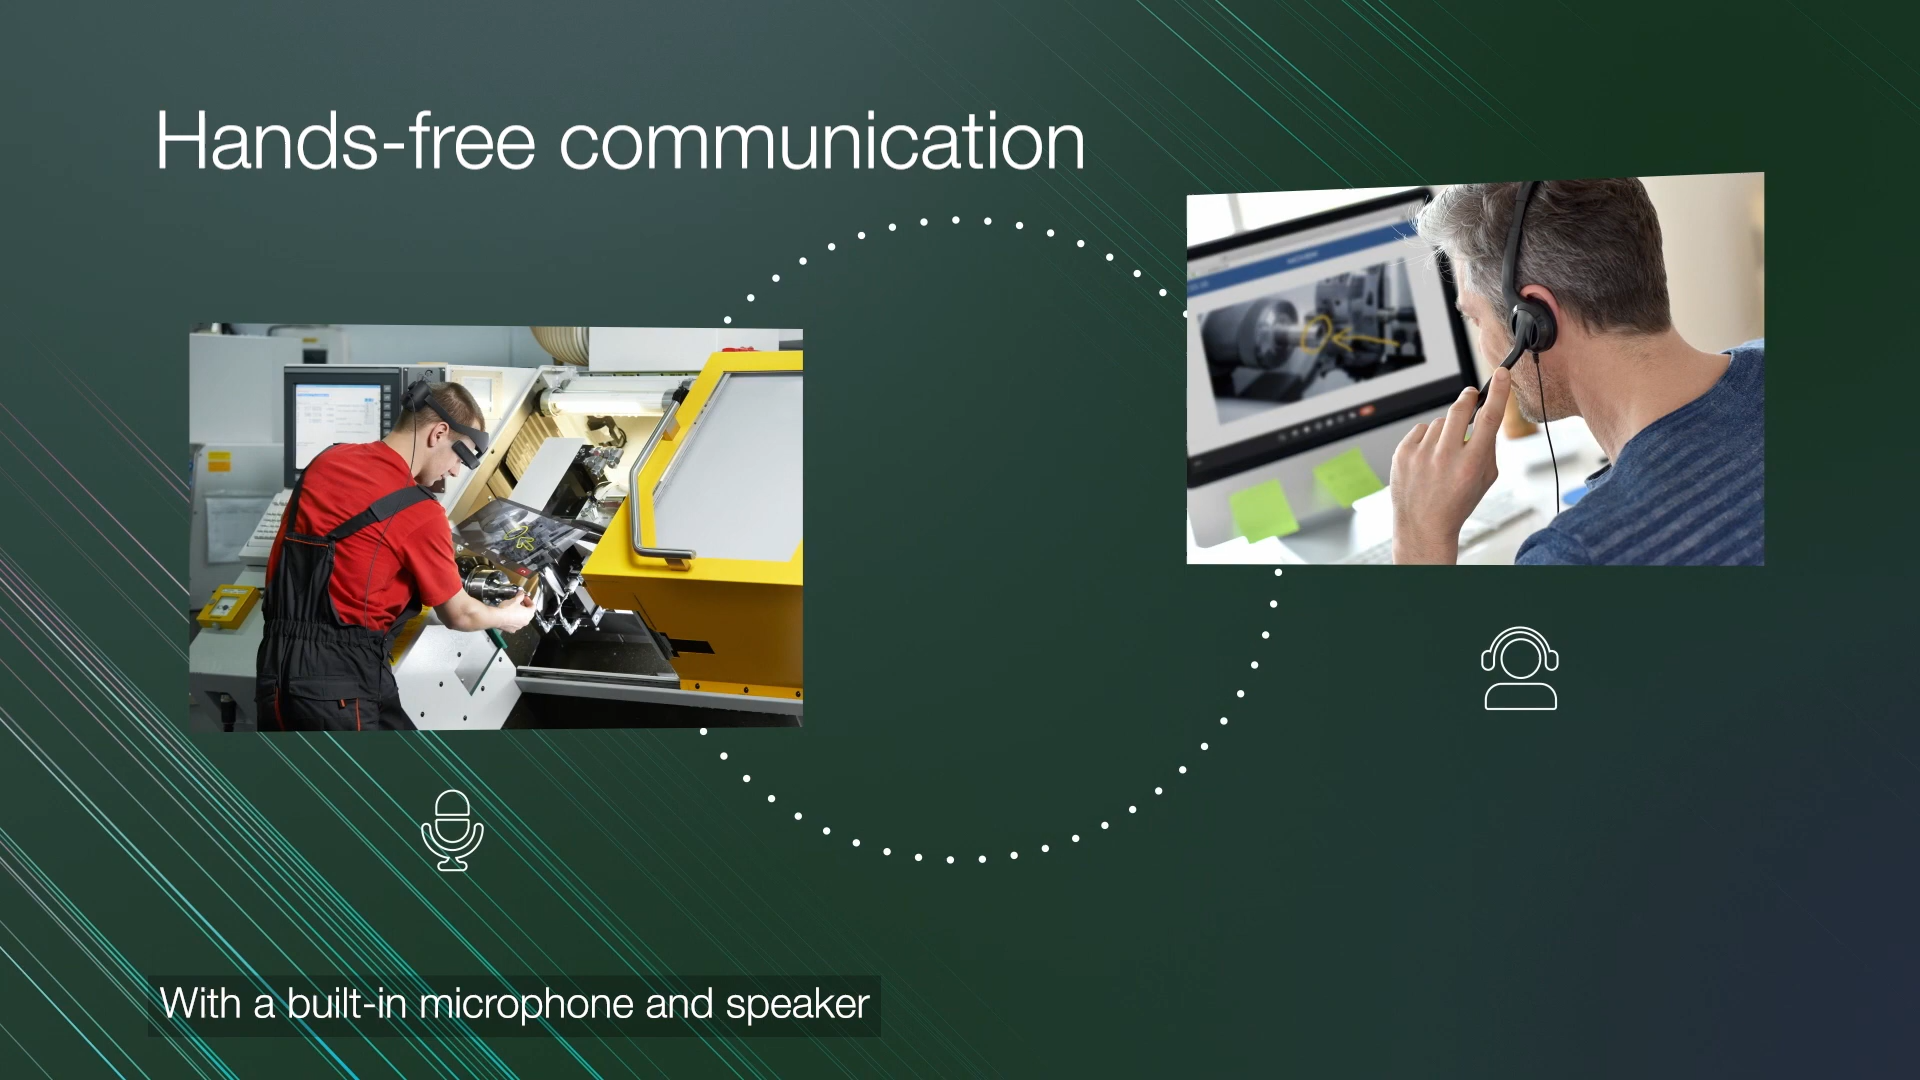 Hands-free communication
With a built-in microphone and speaker